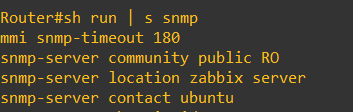 Router#sh run | s snmp
mmi snmp-timeout 180
snmp-server community public RO
snmp-server location zabbix server
snmp-server contact ubuntu